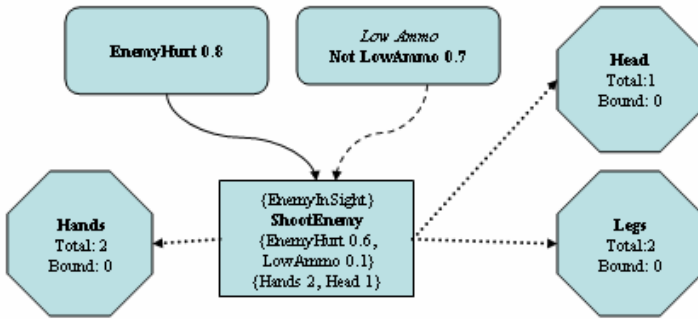 EnemyHurt 0.8
Low Ammo
Not LowAmmo 0.7
Head
Total:1
Bound: 0
{EnemyInSight}
ShootEnemy
{EnemyHurt 0.6,
LowAmmo 0.1}
{Hands 2, Head 1}
Hands
Total: 2
Bound: 0
Legs
Total:2
Bound: 0